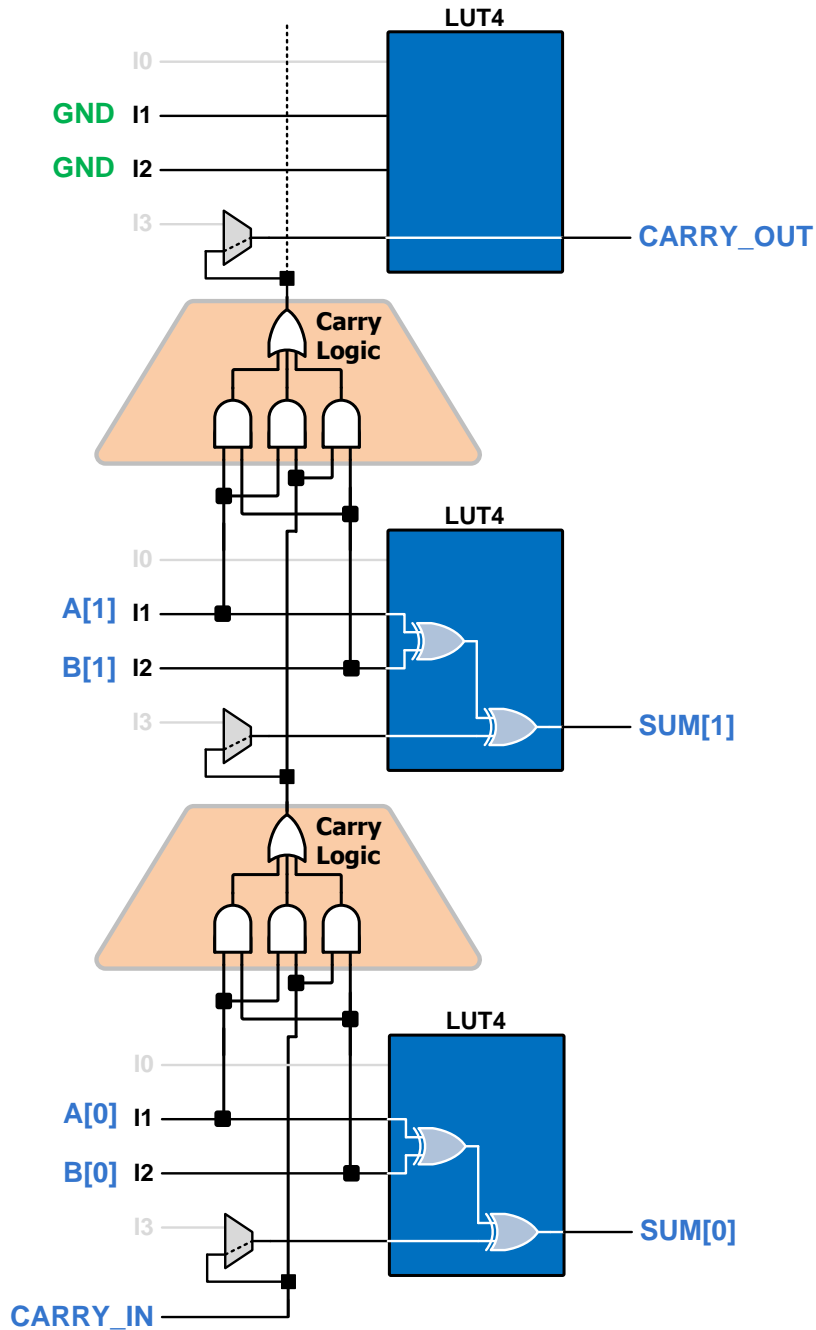 LUT4
I0
GND I1
GND I2
I3
CARRY_OUT
Carry
Logic
LUT4
I0
A[1] I1
B[1] I2
I3
SUM[1]
Carry
Logic
LUT4
I0
A[0] I1
B[0] I2
I3
SUM[0]
CARRY_IN